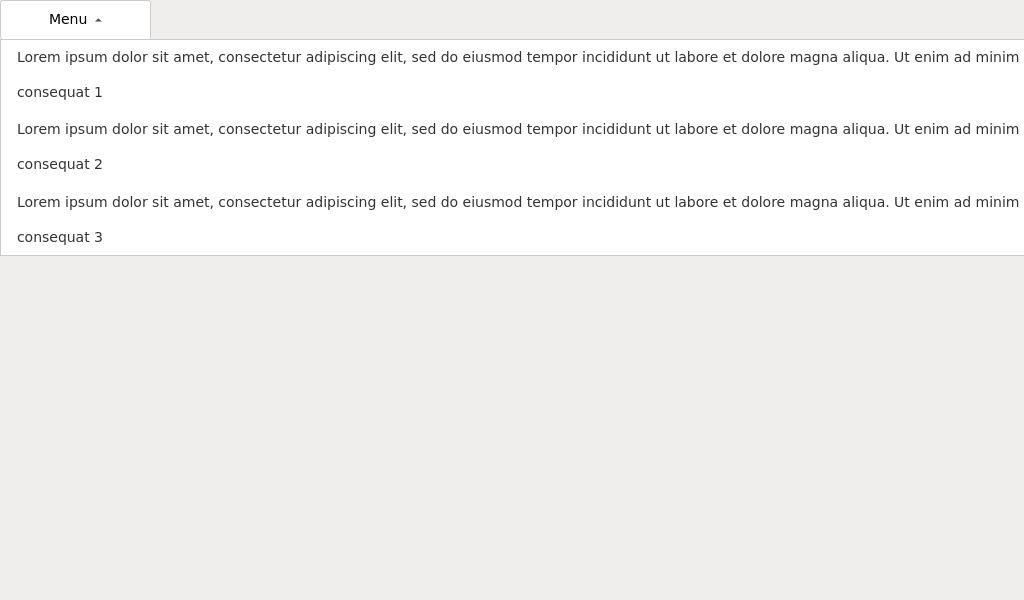 Menu
Lorem ipsum dolor sit amet, consectetur adipiscing elit, sed do eiusmod tempor incididunt ut labore et dolore magna aliqua. Ut enim ad minim
consequat 1
Lorem ipsum dolor sit amet, consectetur adipiscing elit, sed do eiusmod tempor incididunt ut labore et dolore magna aliqua. Ut enim ad minim
consequat 2
Lorem ipsum dolor sit amet, consectetur adipiscing elit, sed do eiusmod tempor incididunt ut labore et dolore magna aliqua. Ut enim ad minim
consequat 3